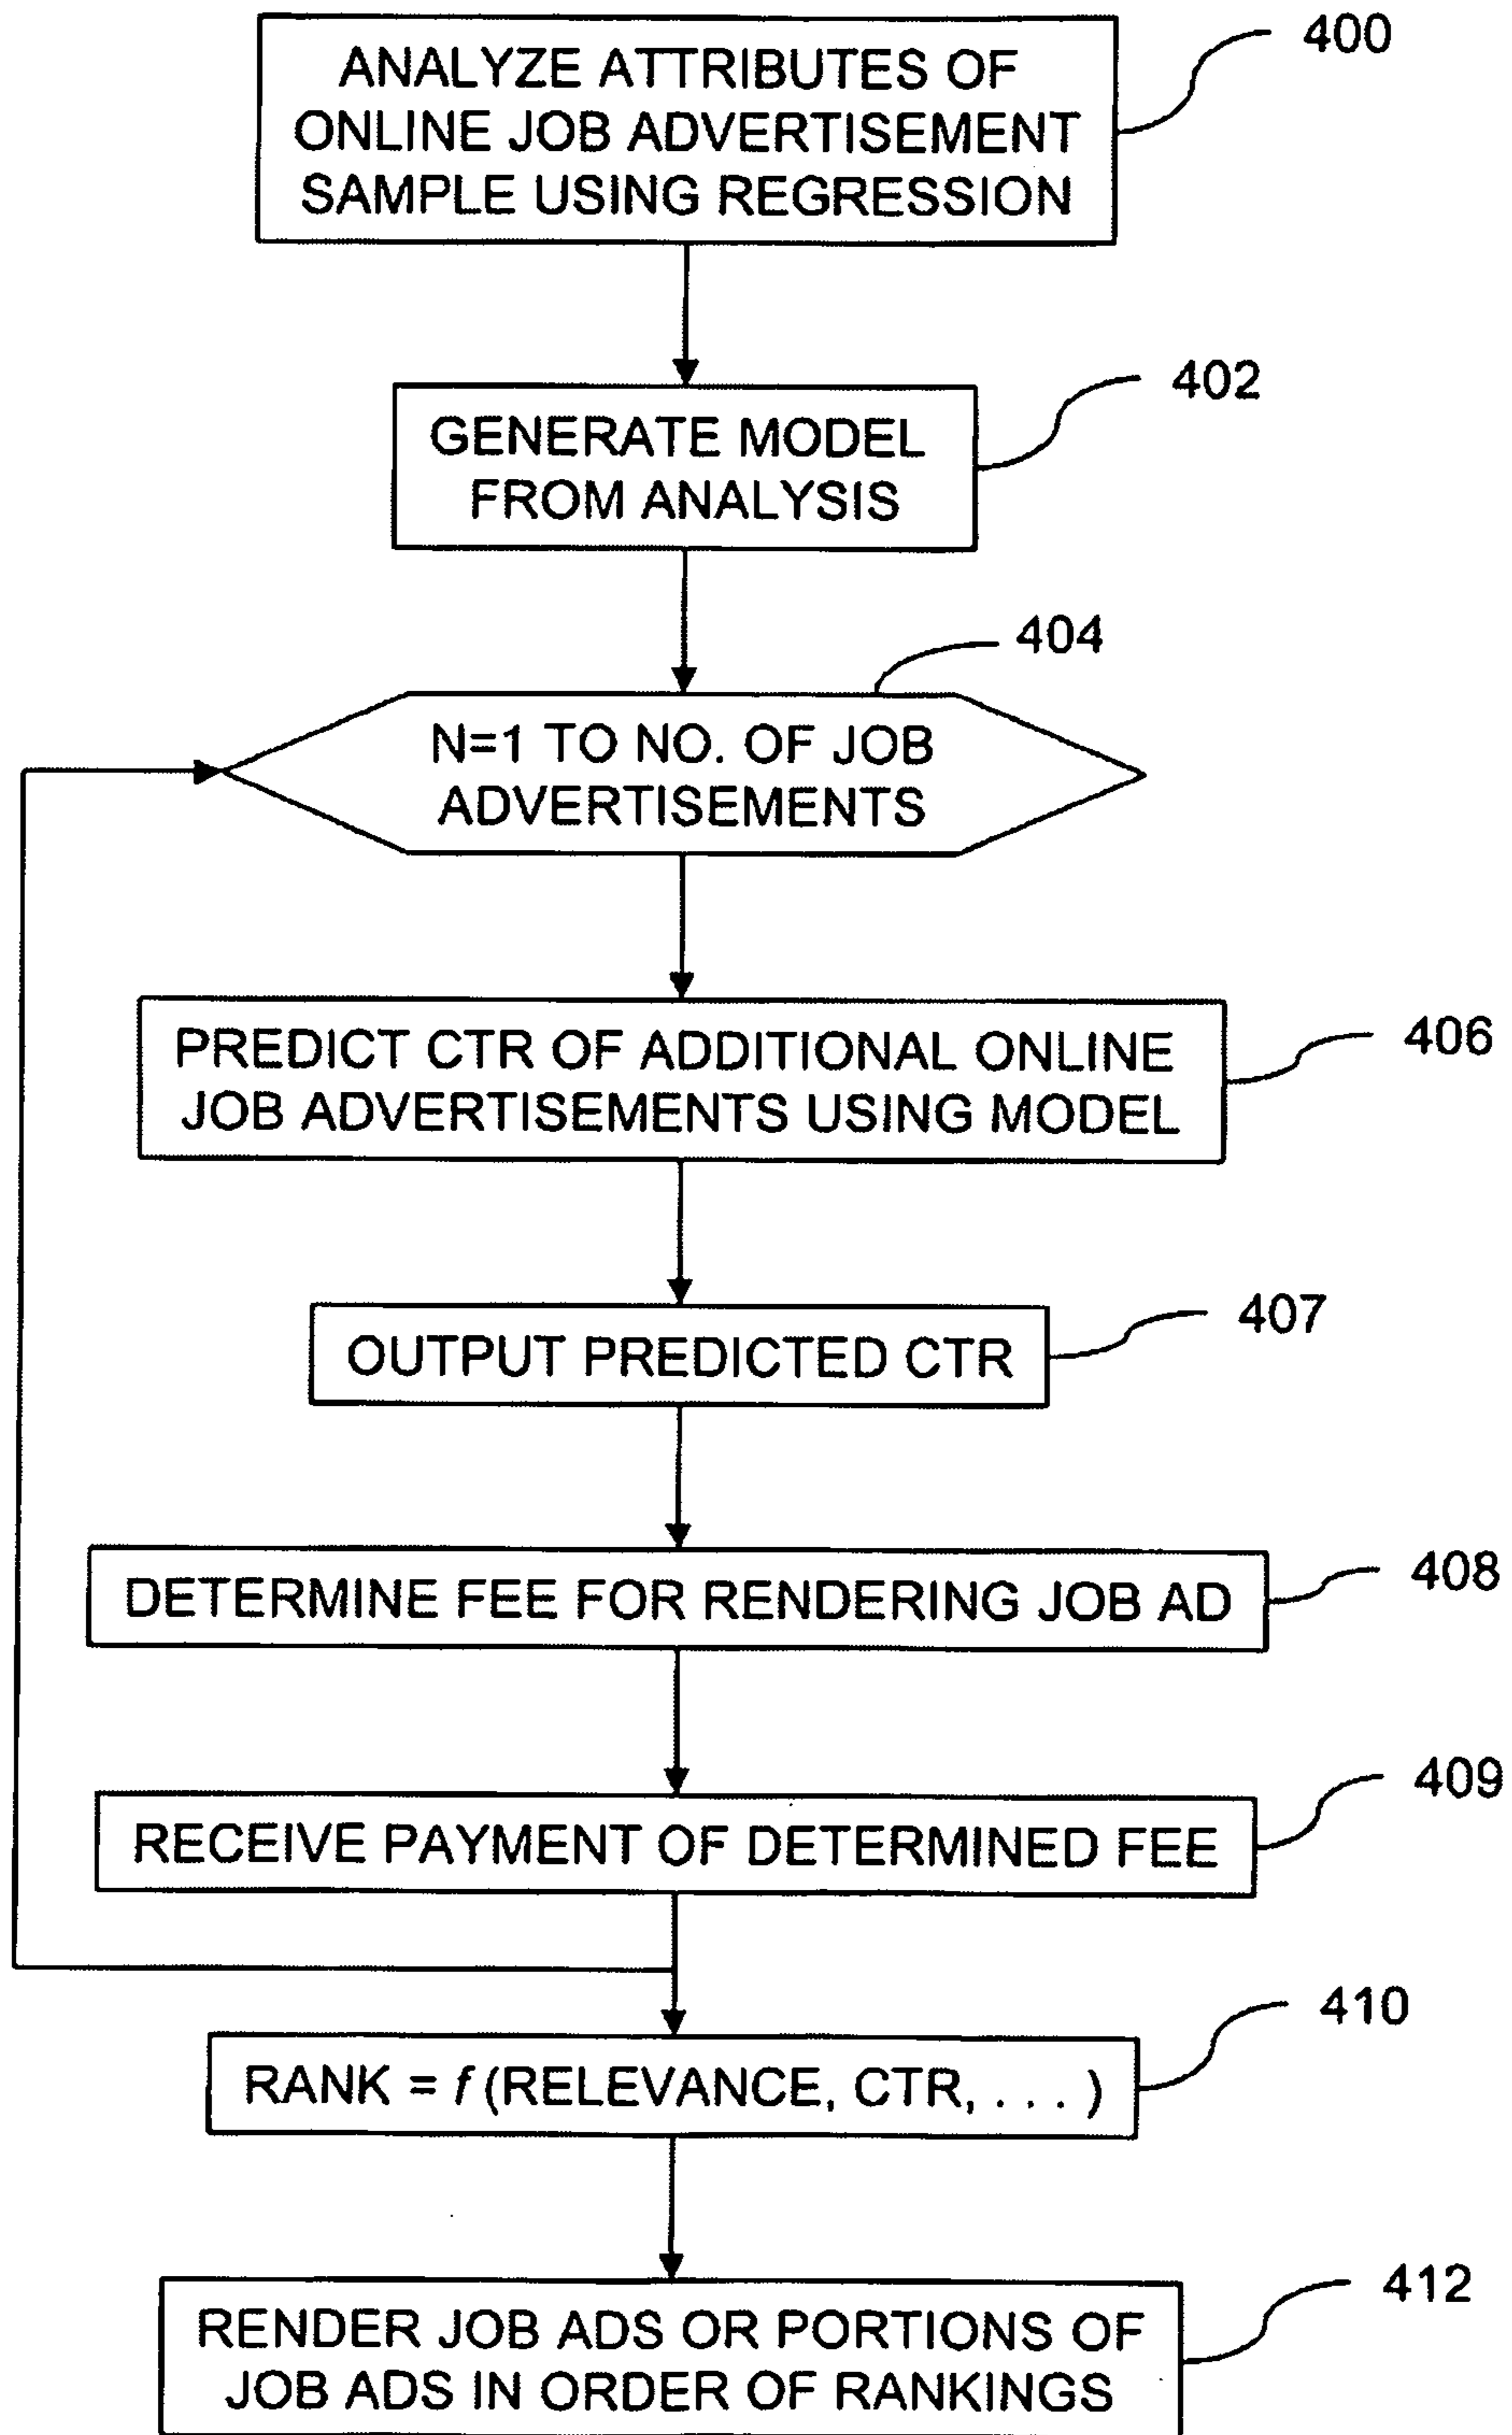 400
ANALYZE ATTRIBUTES OF
ONLINE JOB ADVERTISEMENT
SAMPLE USING REGRESSION
402
GENERATE MODEL
FROM ANALYSIS
404
N=1 TO NO. OF JOB
ADVERTISEMENTS
406
PREDICT CTR OF ADDITIONAL ONLINE
JOB ADVERTISEMENTS USING MODEL
407
OUTPUT PREDICTED CTR
408
DETERMINE FEE FOR RENDERING JOB AD
409
RECEIVE PAYMENT OF DETERMINED FEE
410
RANK = f (RELEVANCE, CTR, . . . )
412
RENDER JOB ADS OR PORTIONS OF
JOB ADS IN ORDER OF RANKINGS